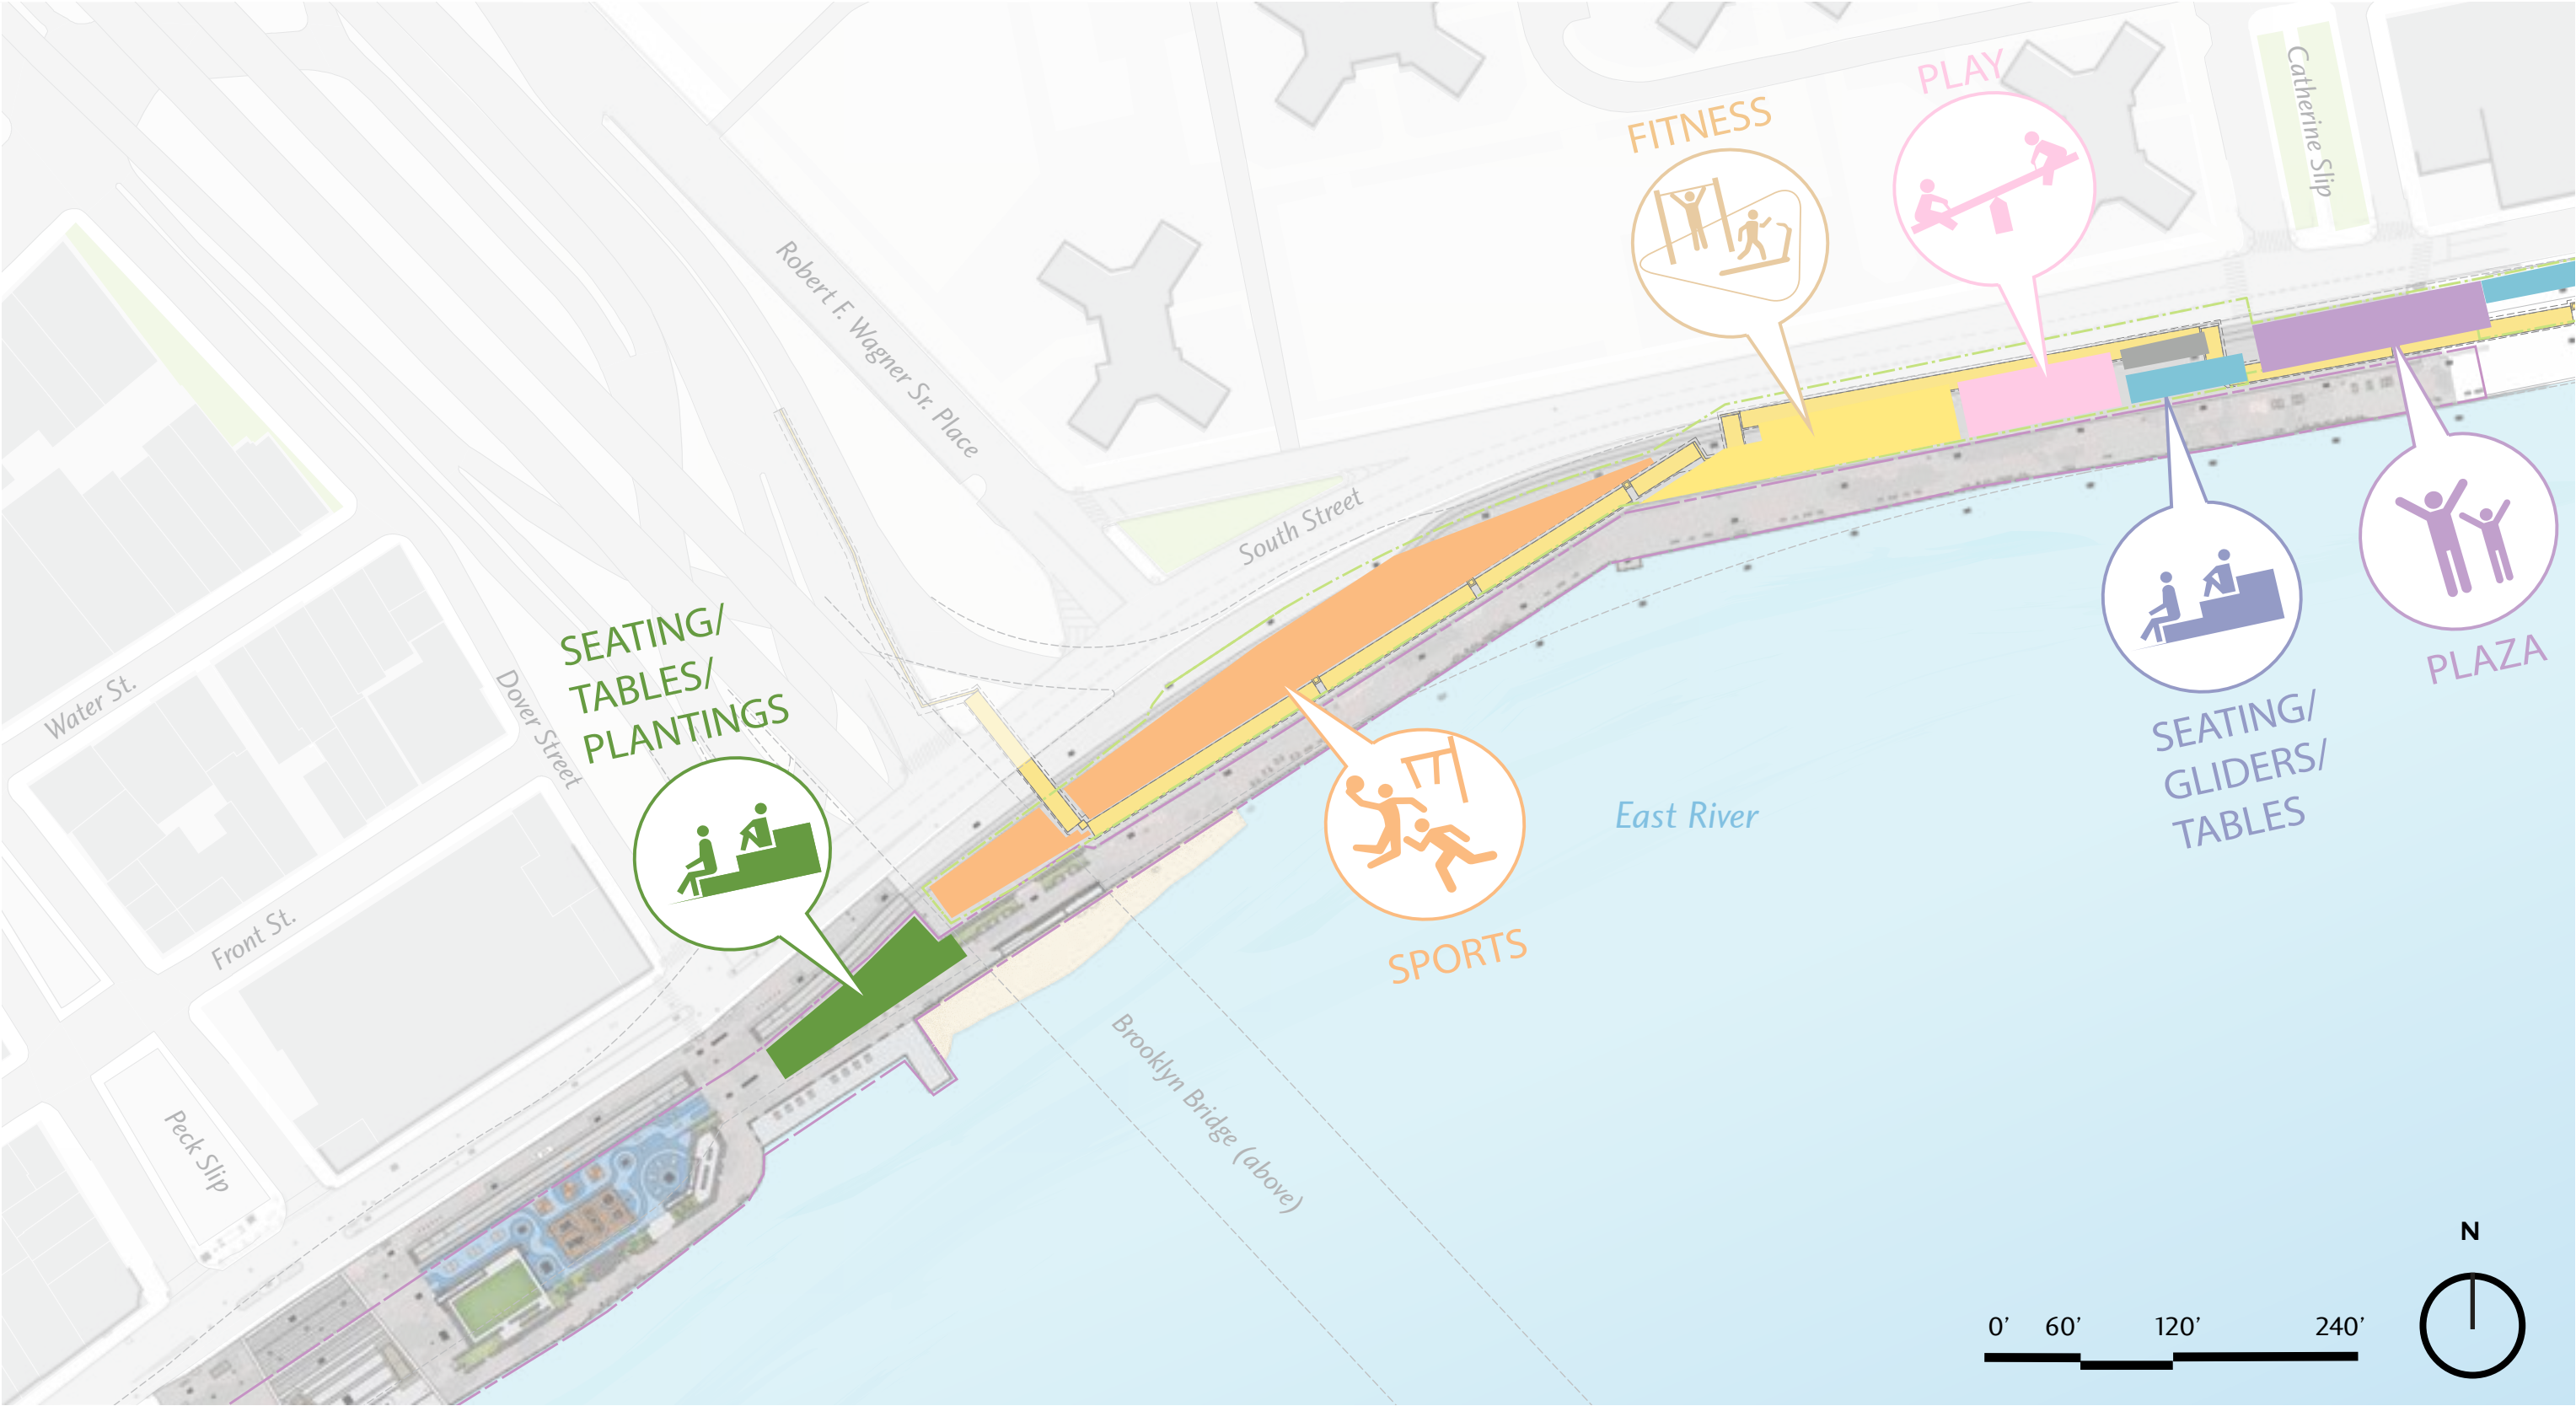 PLAY
FITNESS
Catherine Slip
Robert F. Wagner Sr. Place
South Street
SEATING/
TABLES/
PLANTINGS
Water St.
Dover Street
Front St.
Peck Slip
SPORTS
East River
Brooklyn Bridge (above)
SEATING/
GLIDERS/
TABLES
PLAZA
N
0’ 60’ 120’ 240’